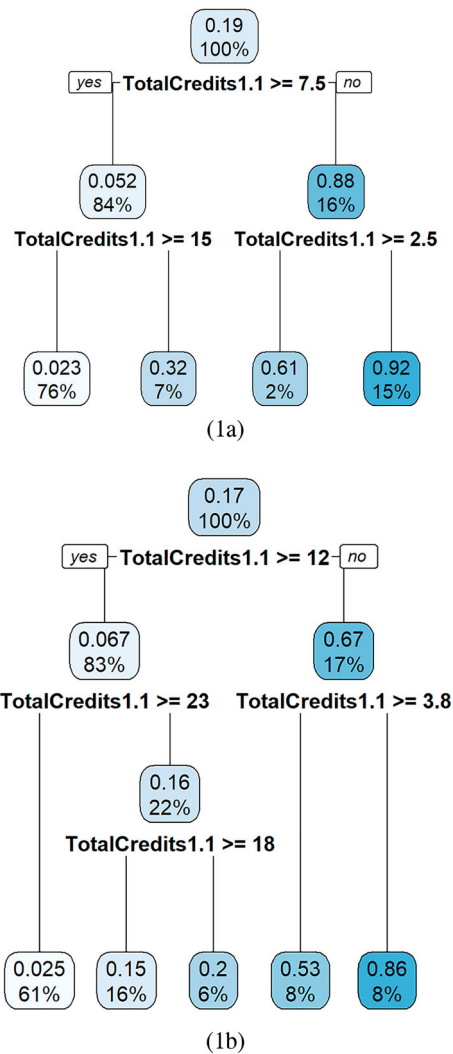 0.19
100%
yes TotalCredits1.1 >= 7.5 no
0.052 0.88
84% 16%
TotalCredits1.1 >= 15 TotalCredits1.1 >= 2.5
0.023 0.32 0.61 0.92
76% 7% 2% 15%
(1a)
0.17
100%
yes TotalCredits1.1 >= 12 no
0.067 0.67
83% 17%
TotalCredits1.1 >= 23 TotalCredits1.1 >= 3.8
0.16
22%
TotalCredits1.1 >= 18
0.025 0.15 0.2 0.53 0.86
61% 16% 6% 8% 8%
(1b)